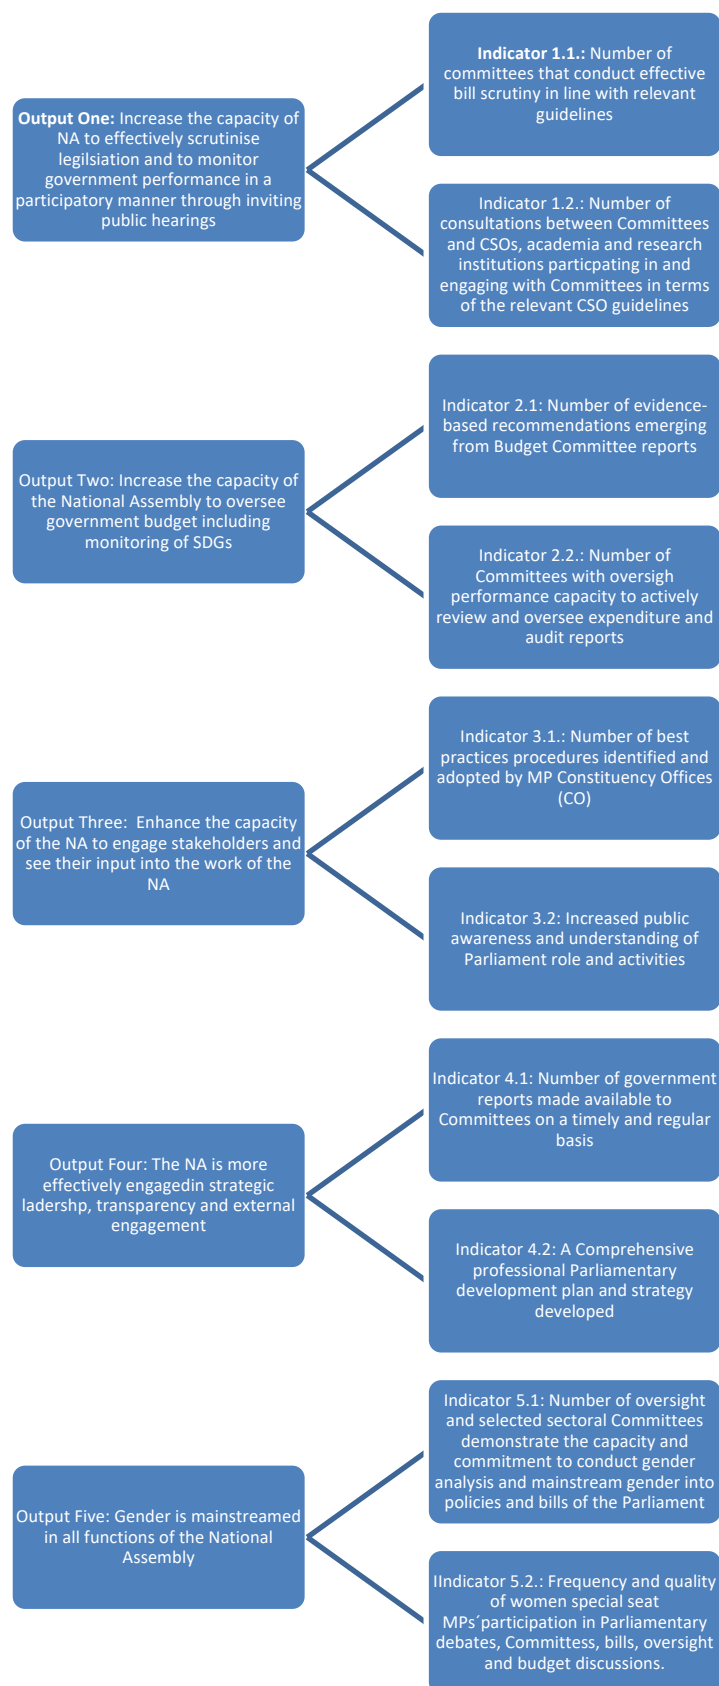 Output One: Increase the capacity of
NA to effectively scrutinise
legilsiation and to monitor
government performance in a
participatory manner through inviting
public hearings
Indicator 1.1.: Number of
committees that conduct effective
bill scrutiny in line with relevant
guidelines
Indicator 1.2.: Number of
consultations between Committees
and CSOs, academia and research
institutions particpating in and
engaging with Committees in terms
of the relevant CSO guidelines
Output Two: Increase the capacity of
the National Assembly to oversee
government budget including
monitoring of SDGs
Indicator 2.1: Number of evidence-
based recommendations emerging
from Budget Committee reports
Indicator 2.2.: Number of
Committees with oversigh
performance capacity to actively
review and oversee expenditure and
audit reports
Output Three:  Enhance the capacity
of the NA to engage stakeholders and
see their input into the work of the
NA
Indicator 3.1.: Number of best
practices procedures identified and
adopted by MP Constituency Offices
(CO)
Indicator 3.2: Increased public
awareness and understanding of
Parliament role and activities
Output Four: The NA is more
effectively engagedin strategic
ladershp, transparency and external
engagement
Indicator 4.1: Number of government
reports made available to
Committees on a timely and regular
basis
Indicator 4.2: A Comprehensive
professional Parliamentary
development plan and strategy
developed
Output Five: Gender is mainstreamed
in all functions of the National
Assembly
Indicator 5.1: Number of oversight
and selected sectoral Committees
demonstrate the capacity and
commitment to conduct gender
analysis and mainstream gender into
policies and bills of the Parliament
IIndicator 5.2.: Frequency and quality
of women special seat
MPs´participation in Parliamentary
debates, Committess, bills, oversight
and budget discussions.